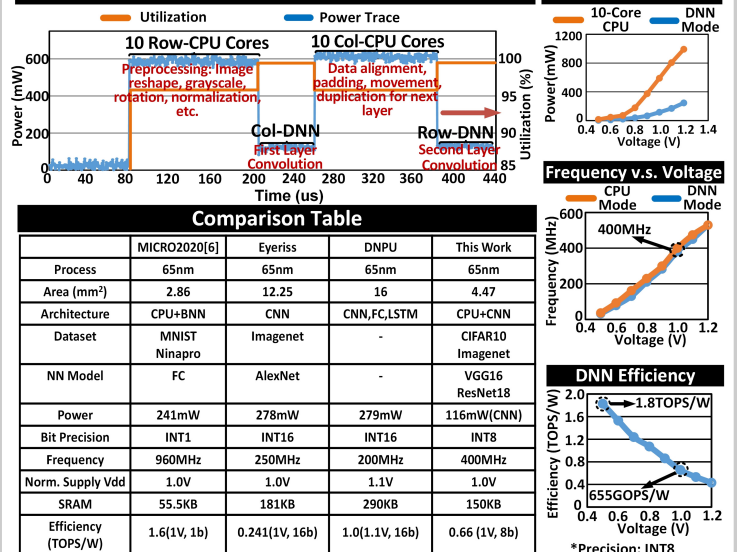 Utilization
Power Trace
10 Row-CPU Cores
10 Col-CPU Cores
Preprocessing: Image
reshape, grayscale,
rotation, normalization,
etc.
Data alignment,
padding, movement,
duplication for next
layer
Col-DNN
First Layer
Convolution
Row-DNN
Second Layer
Convolution
Power (mW)
600
400
200
0
Utilization (%)
100
95
90
85
0 40 80 120 160 200 240 280 320 360 400 440
Time (us)
10-Core
CPU
DNN
Mode
Power(mW)
1200
800
400
0
0.4 0.6 0.8 1.0 1.2 1.4
Voltage (V)
Frequency v.s. Voltage
CPU
Mode
DNN
Mode
Frequency (MHz)
600
400
200
0
400MHz
0.4 0.6 0.8 1.0 1.2
Voltage (V)
DNN Efficiency
Efficiency (TOPS/W)
2.0
1.6
1.2
0.8
0.4
0
1.8TOPS/W
655GOPS/W
0.4 0.6 0.8 1.0 1.2
Voltage (V)
*Precision: INT8
Comparison Table
MICRO2020[6] Eyeriss DNPU This Work
Process 65nm 65nm 65nm 65nm
Area (mm²) 2.86 12.25 16 4.47
Architecture CPU+BNN CNN CNN,FC,LSTM CPU+CNN
Dataset MNIST Imagenet - CIFAR10
Ninapro Imagenet
NN Model FC AlexNet - VGG16
ResNet18
Power 241mW 278mW 279mW 116mW(CNN)
Bit Precision INT1 INT16 INT16 INT8
Frequency 960MHz 250MHz 200MHz 400MHz
Norm. Supply Vdd 1.0V 1.0V 1.1V 1.0V
SRAM 55.5KB 181KB 290KB 150KB
Efficiency
(TOPS/W) 1.6(1V, 1b) 0.241(1V, 16b) 1.0(1.1V, 16b) 0.66 (1V, 8b)